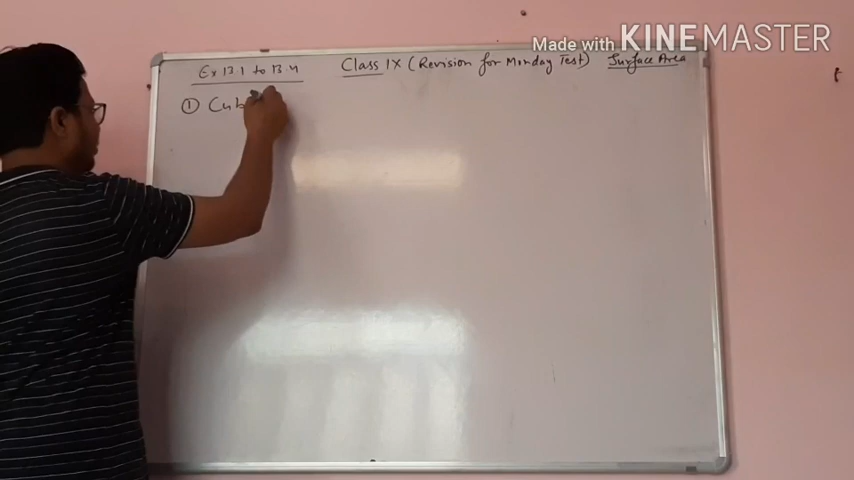 Made with KINEMASTER
Ex 13.1 to 13.4 Class IX (Revision for Monday Test) Surface Area
① Cub